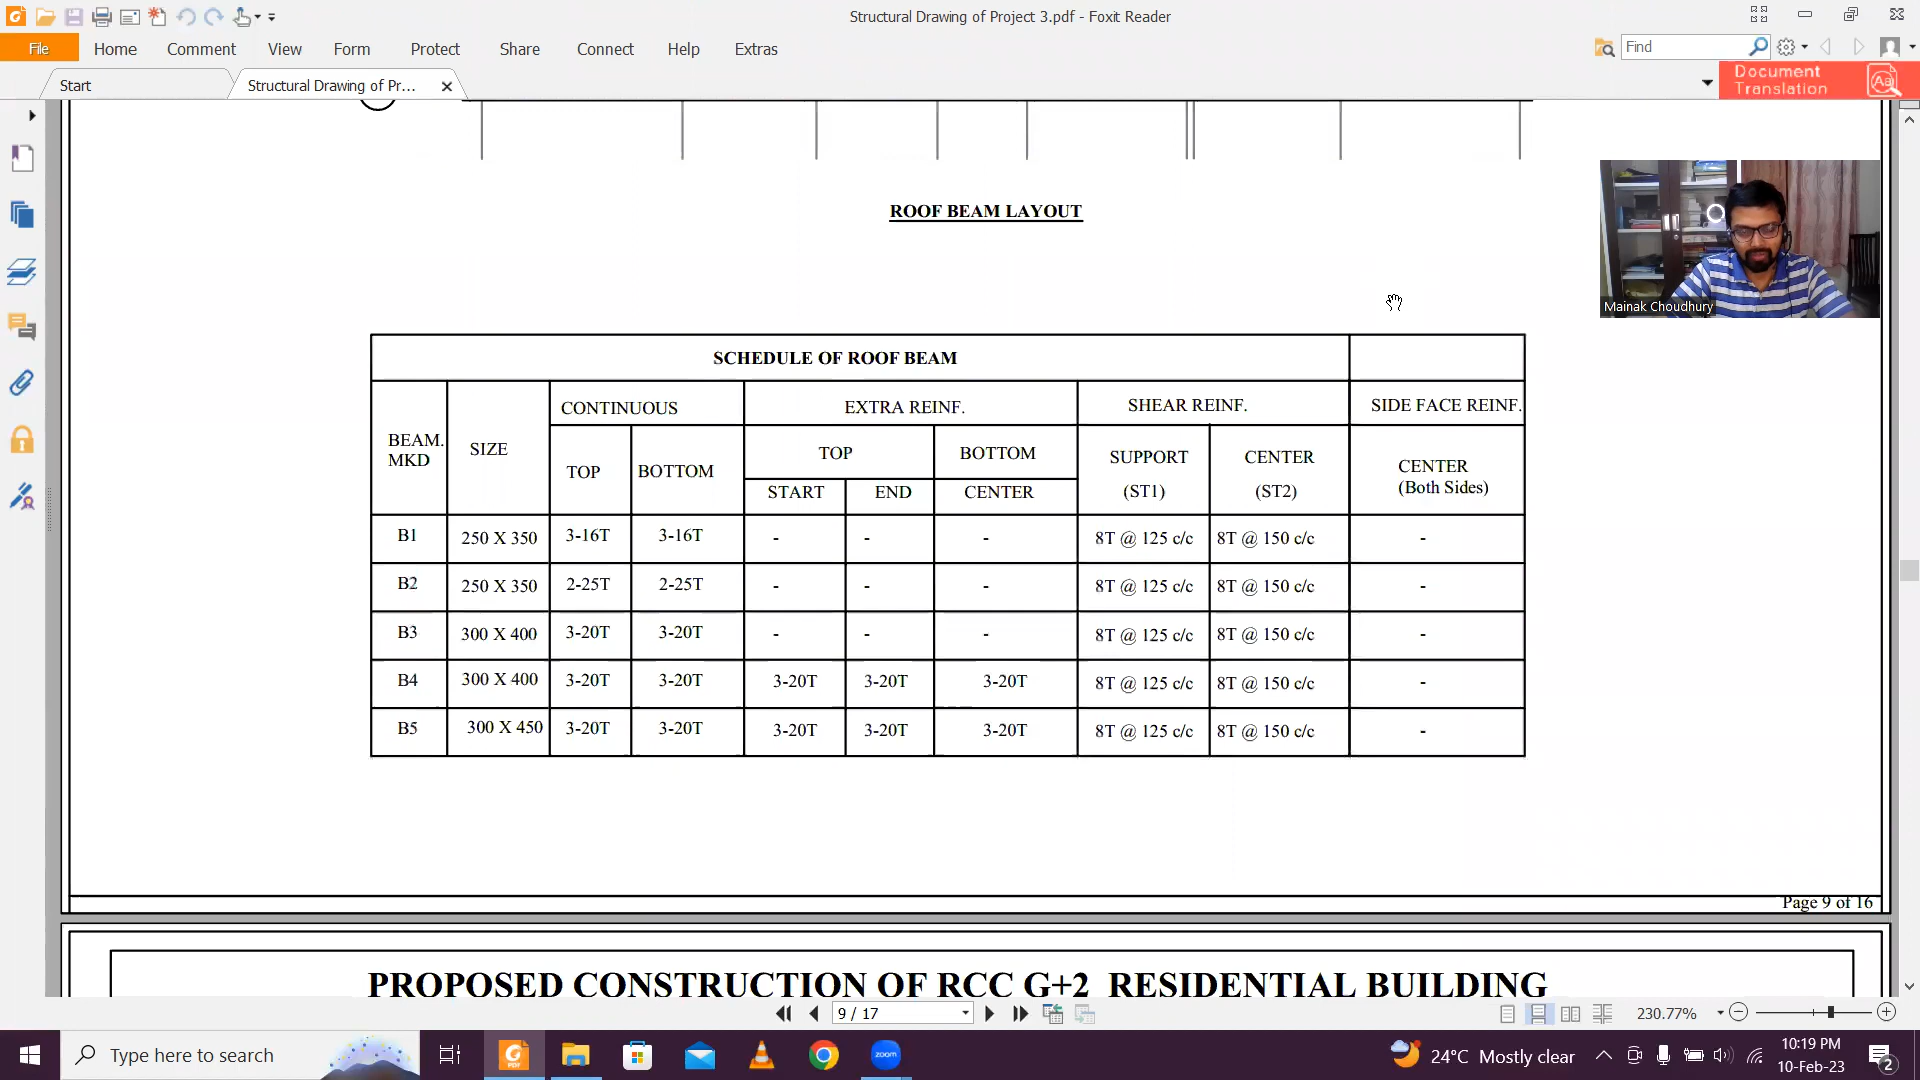 Structural Drawing of Project 3.pdf - Foxit Reader
File Home Comment View Form Protect Share Connect Help Extras
Find
Start
Structural Drawing of Pr...
Document
Translation
ROOF BEAM LAYOUT
Mainak Choudhury
SCHEDULE OF ROOF BEAM
BEAM.
MKD
SIZE
CONTINUOUS
EXTRA REINF.
SHEAR REINF.
SIDE FACE REINF.
TOP
BOTTOM
TOP
BOTTOM
SUPPORT
(ST1)
CENTER
(ST2)
CENTER
(Both Sides)
START
END
CENTER
B1 250 X 350 3-16T 3-16T - - - 8T @ 125 c/c 8T @ 150 c/c -
B2 250 X 350 2-25T 2-25T - - - 8T @ 125 c/c 8T @ 150 c/c -
B3 300 X 400 3-20T 3-20T - - - 8T @ 125 c/c 8T @ 150 c/c -
B4 300 X 400 3-20T 3-20T 3-20T 3-20T 3-20T 8T @ 125 c/c 8T @ 150 c/c -
B5 300 X 450 3-20T 3-20T 3-20T 3-20T 3-20T 8T @ 125 c/c 8T @ 150 c/c -
Page 9 of 16
PROPOSED CONSTRUCTION OF RCC G+2 RESIDENTIAL BUILDING
9 / 17
230.77%
Type here to search
zoom
24°C Mostly clear
10:19 PM
10-Feb-23
2